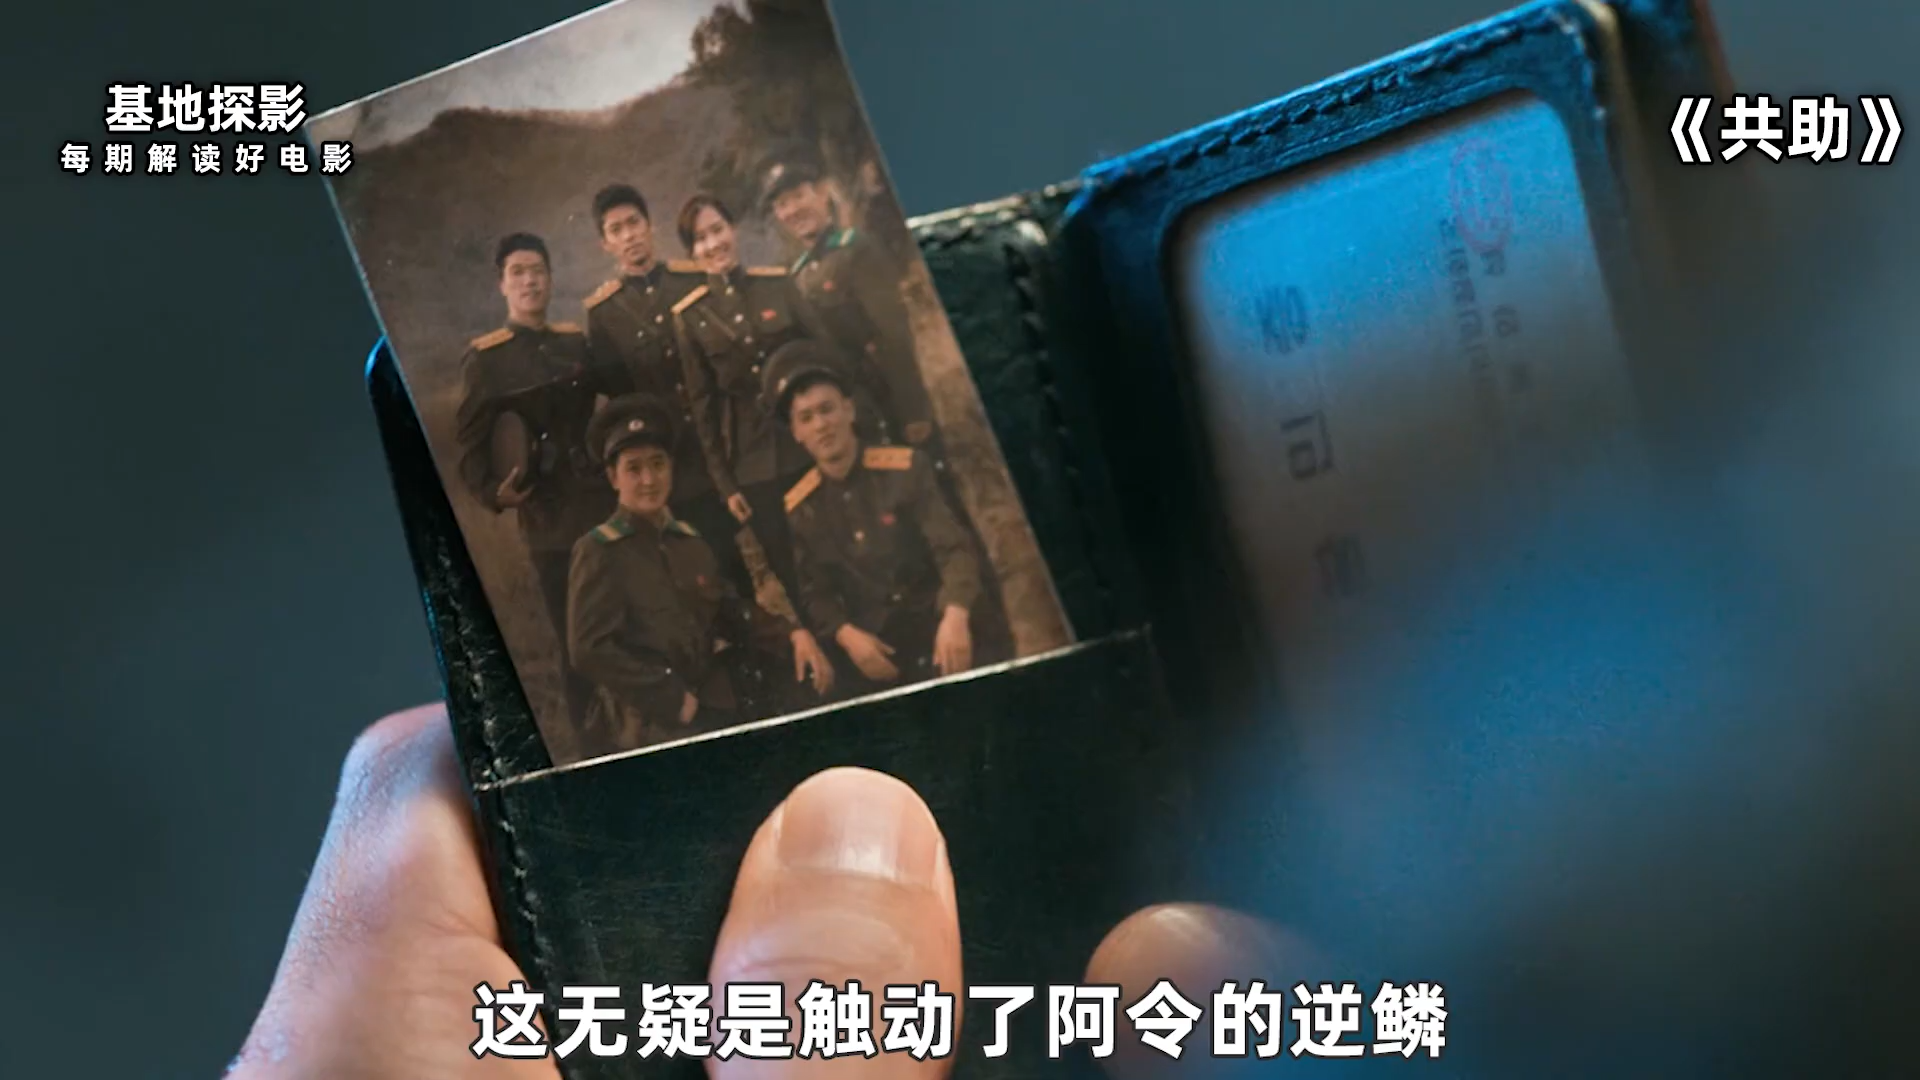 基地探影
每期解读好电影
《共助》
这无疑是触动了阿令的逆鳞